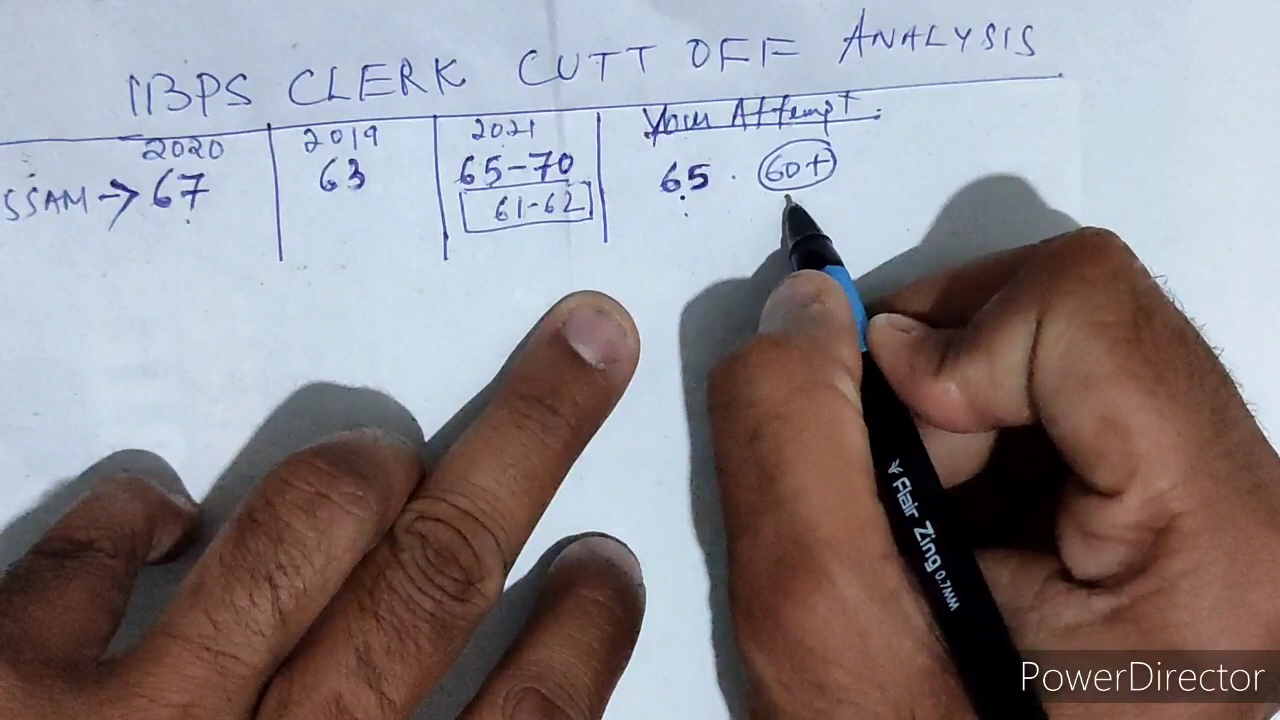 IBPS CLERK CUTT OFF ANALYSIS
2020 2019 2021 Your Attempt.
SSAM → 67 63 65-70 65 . 60+
61-62
Flair Zing 0.7MM
PowerDirector